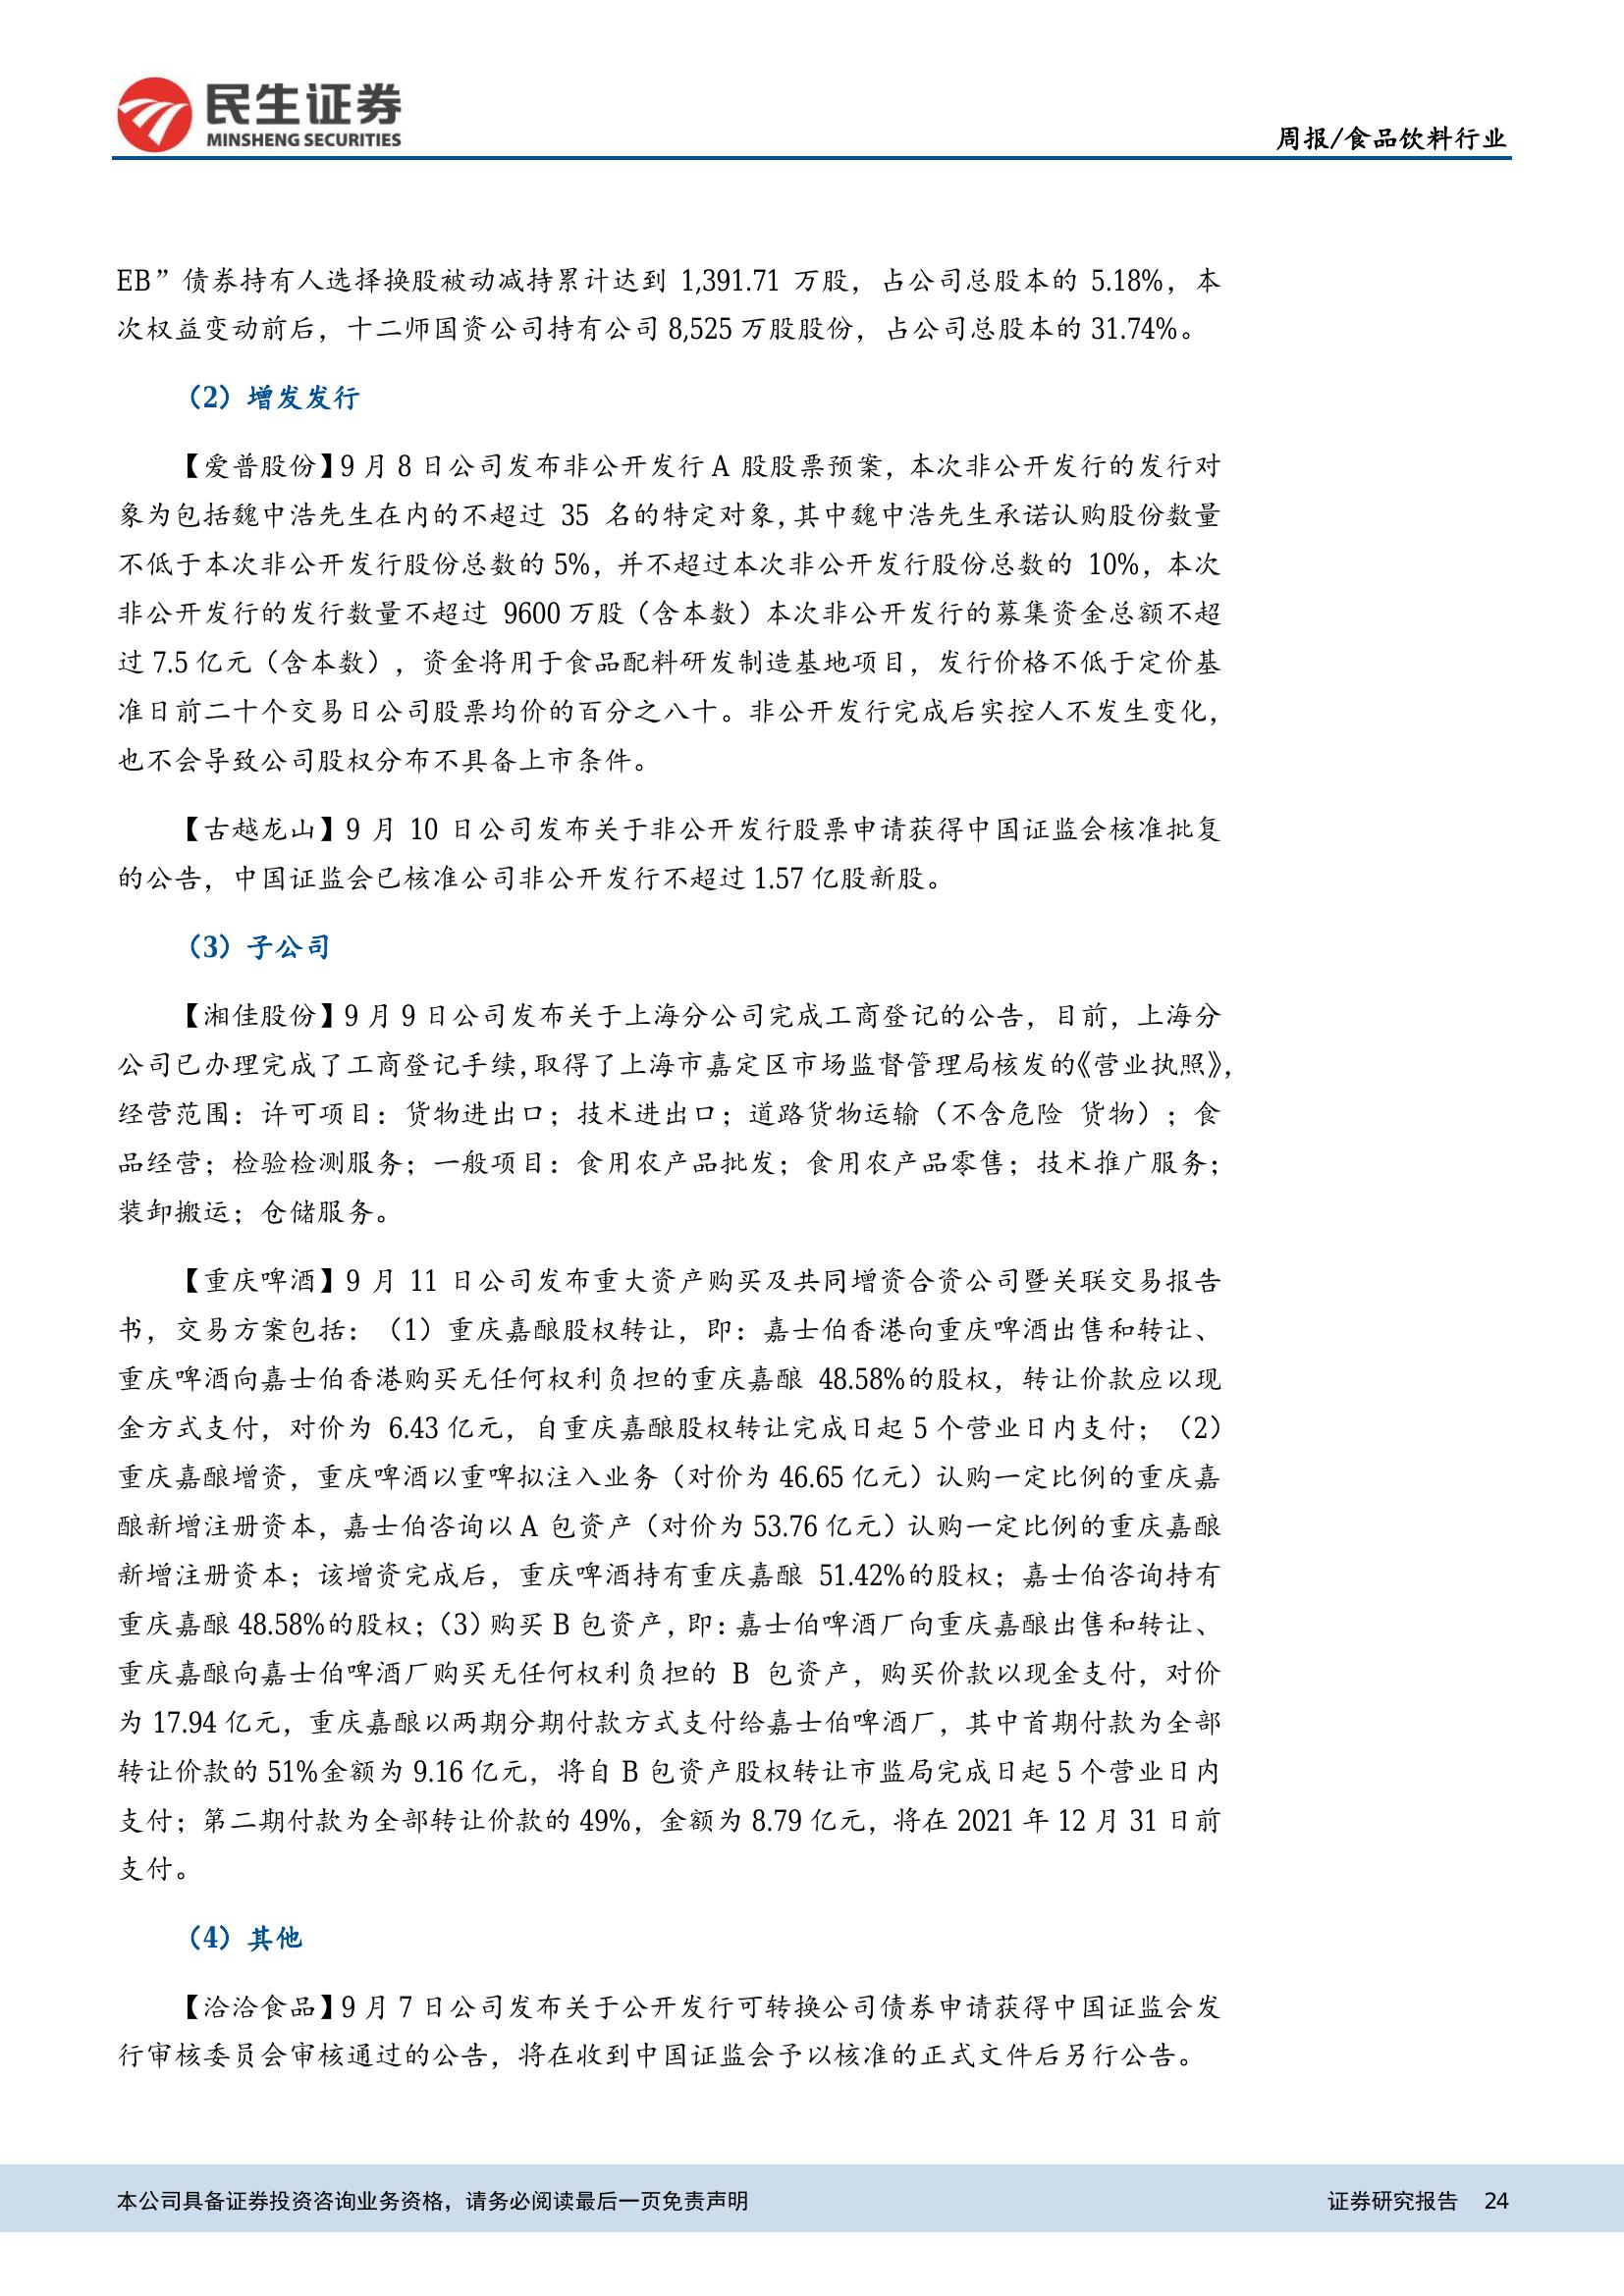 民生证券
MINSHENG SECURITIES
周报/食品饮料行业
EB”债券持有人选择换股被动减持累计达到 1,391.71 万股，占公司总股本的 5.18%，本
次权益变动前后，十二师国资公司持有公司 8,525 万股股份，占公司总股本的 31.74%。
（2）增发发行
【爱普股份】9 月 8 日公司发布非公开发行 A 股股票预案，本次非公开发行的发行对
象为包括魏中浩先生在内的不超过 35 名的特定对象，其中魏中浩先生承诺认购股份数量
不低于本次非公开发行股份总数的 5%，并不超过本次非公开发行股份总数的 10%，本次
非公开发行的发行数量不超过 9600 万股（含本数）本次非公开发行的募集资金总额不超
过 7.5 亿元（含本数），资金将用于食品配料研发制造基地项目，发行价格不低于定价基
准日前二十个交易日公司股票均价的百分之八十。非公开发行完成后实控人不发生变化，
也不会导致公司股权分布不具备上市条件。
【古越龙山】9 月 10 日公司发布关于非公开发行股票申请获得中国证监会核准批复
的公告，中国证监会已核准公司非公开发行不超过 1.57 亿股新股。
（3）子公司
【湘佳股份】9 月 9 日公司发布关于上海分公司完成工商登记的公告，目前，上海分
公司已办理完成了工商登记手续，取得了上海市嘉定区市场监督管理局核发的《营业执照》，
经营范围：许可项目：货物进出口；技术进出口；道路货物运输（不含危险 货物）；食
品经营；检验检测服务；一般项目：食用农产品批发；食用农产品零售；技术推广服务；
装卸搬运；仓储服务。
【重庆啤酒】9 月 11 日公司发布重大资产购买及共同增资合资公司暨关联交易报告
书，交易方案包括：（1）重庆嘉酿股权转让，即：嘉士伯香港向重庆啤酒出售和转让、
重庆啤酒向嘉士伯香港购买无任何权利负担的重庆嘉酿 48.58%的股权，转让价款应以现
金方式支付，对价为 6.43 亿元，自重庆嘉酿股权转让完成日起 5 个营业日内支付；（2）
重庆嘉酿增资，重庆啤酒以重啤拟注入业务（对价为 46.65 亿元）认购一定比例的重庆嘉
酿新增注册资本，嘉士伯咨询以 A 包资产（对价为 53.76 亿元）认购一定比例的重庆嘉酿
新增注册资本；该增资完成后，重庆啤酒持有重庆嘉酿 51.42%的股权；嘉士伯咨询持有
重庆嘉酿 48.58%的股权；（3）购买 B 包资产，即：嘉士伯啤酒厂向重庆嘉酿出售和转让、
重庆嘉酿向嘉士伯啤酒厂购买无任何权利负担的 B 包资产，购买价款以现金支付，对价
为 17.94 亿元，重庆嘉酿以两期分期付款方式支付给嘉士伯啤酒厂，其中首期付款为全部
转让价款的 51%金额为 9.16 亿元，将自 B 包资产股权转让市监局完成日起 5 个营业日内
支付；第二期付款为全部转让价款的 49%，金额为 8.79 亿元，将在 2021 年 12 月 31 日前
支付。
（4）其他
【洽洽食品】9 月 7 日公司发布关于公开发行可转换公司债券申请获得中国证监会发
行审核委员会审核通过的公告，将在收到中国证监会予以核准的正式文件后另行公告。
本公司具备证券投资咨询业务资格，请务必阅读最后一页免责声明
证券研究报告 24